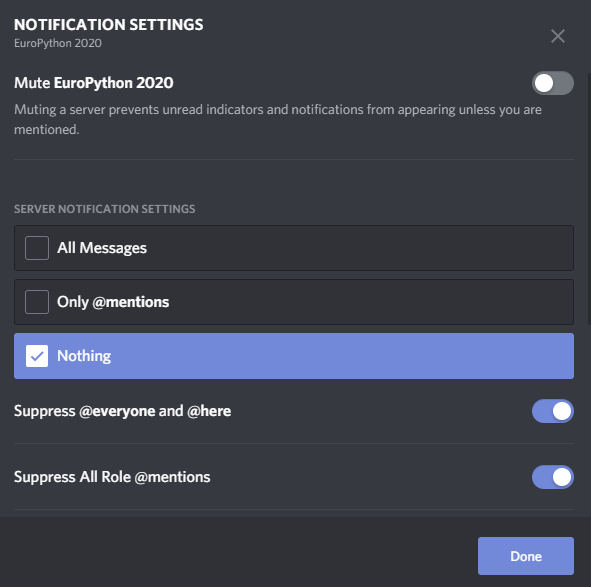 NOTIFICATION SETTINGS
EuroPython 2020
Mute EuroPython 2020
Muting a server prevents unread indicators and notifications from appearing unless you are
mentioned.
SERVER NOTIFICATION SETTINGS
All Messages
Only @mentions
Nothing
Suppress @everyone and @here
Suppress All Role @mentions
Done